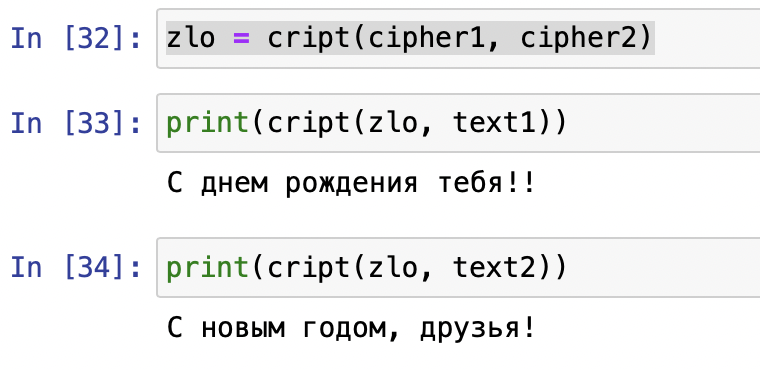 In [32]: zlo = cript(cipher1, cipher2)
In [33]: print(cript(zlo, text1))
С днем рождения тебя!!
In [34]: print(cript(zlo, text2))
С новым годом, друзья!